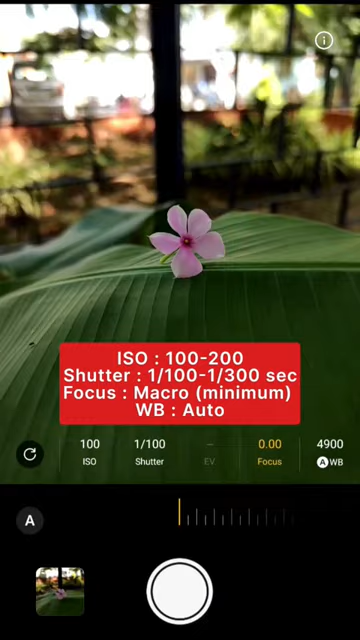 ISO : 100-200
Shutter : 1/100-1/300 sec
Focus : Macro (minimum)
WB : Auto
100 1/100 – 0.00 4900
ISO Shutter EV Focus A WB
A